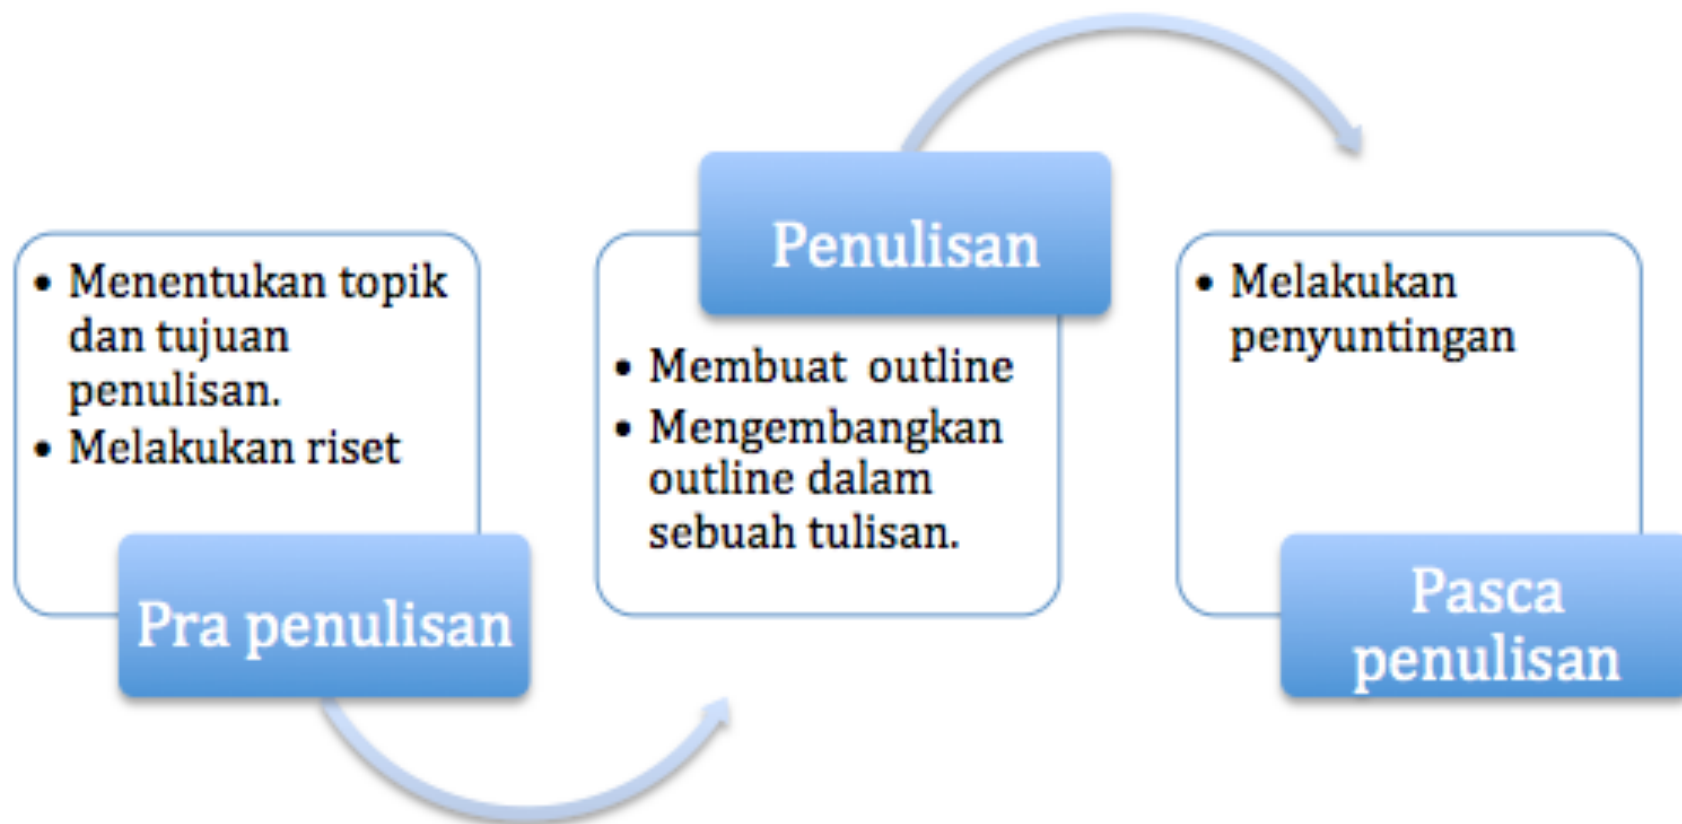 • Menentukan topik
dan tujuan
penulisan.
• Melakukan riset
Pra penulisan
Penulisan
• Membuat  outline
• Mengembangkan
outline dalam
sebuah tulisan.
• Melakukan
penyuntingan
Pasca
penulisan